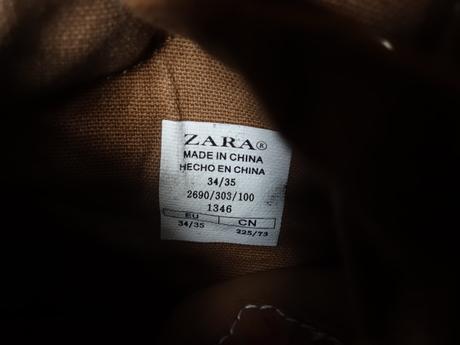 ZARA®
MADE IN CHINA
HECHO EN CHINA
34/35
2690/303/100
1346
EU CN
34/35 225/73